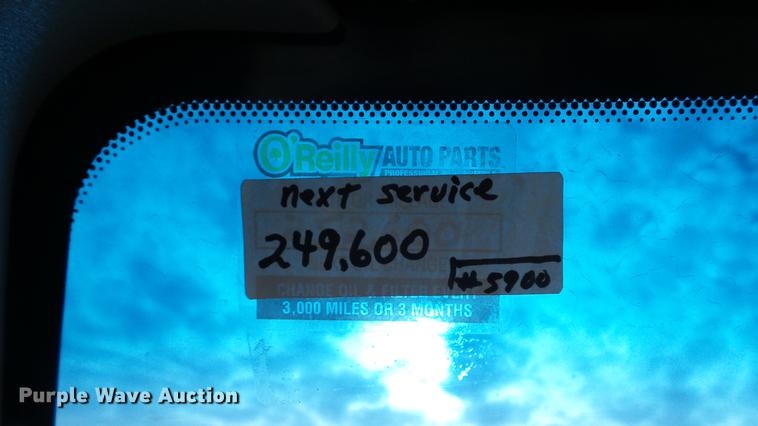 O'Reilly AUTO PARTS
PROFESSIONAL
next service
249,600
#5900
CHANGE OIL & FILTER EVERY
3,000 MILES OR 3 MONTHS
Purple Wave Auction